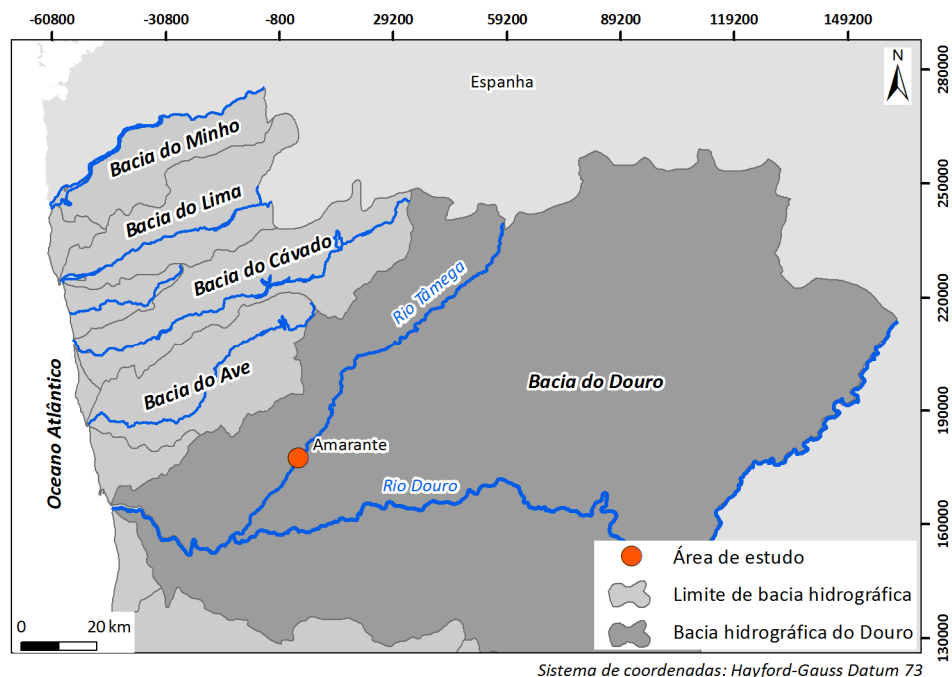 -60800 -30800 -800 29200 59200 89200 119200 149200
Espanha
N
280000
Bacia do Minho
250000
Bacia do Lima
Bacia do Cávado
Rio Tâmega
220000
Bacia do Ave
Bacia do Douro
Oceano Atlântico
190000
Amarante
Rio Douro
160000
Área de estudo
Limite de bacia hidrográfica
Bacia hidrográfica do Douro
0 20 km
130000
Sistema de coordenadas: Hayford-Gauss Datum 73